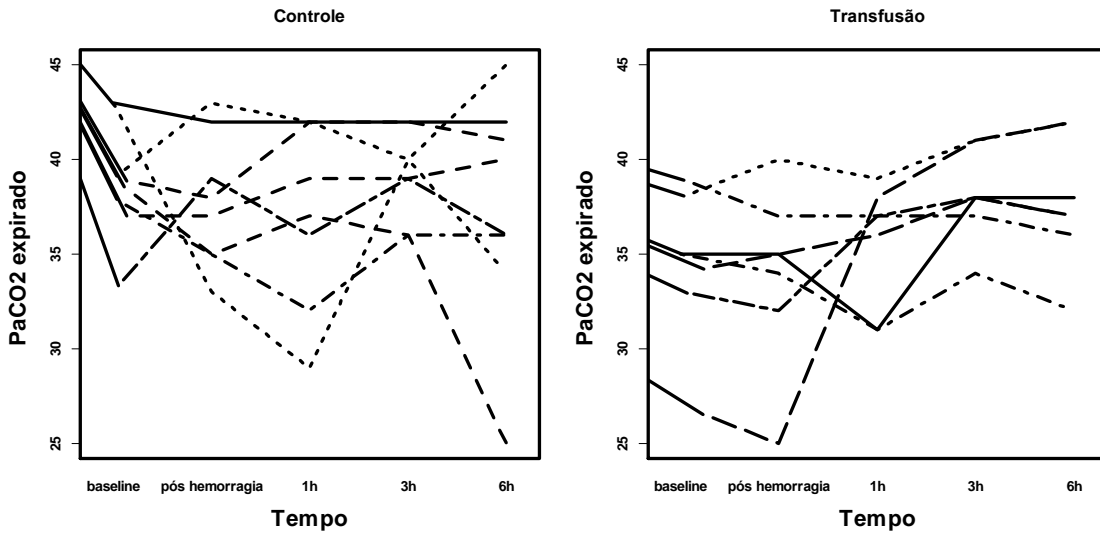 Controle
PaCO2 expirado
45
40
35
30
25
baseline pós hemorragia 1h 3h 6h
Tempo
Transfusão
PaCO2 expirado
45
40
35
30
25
baseline pós hemorragia 1h 3h 6h
Tempo